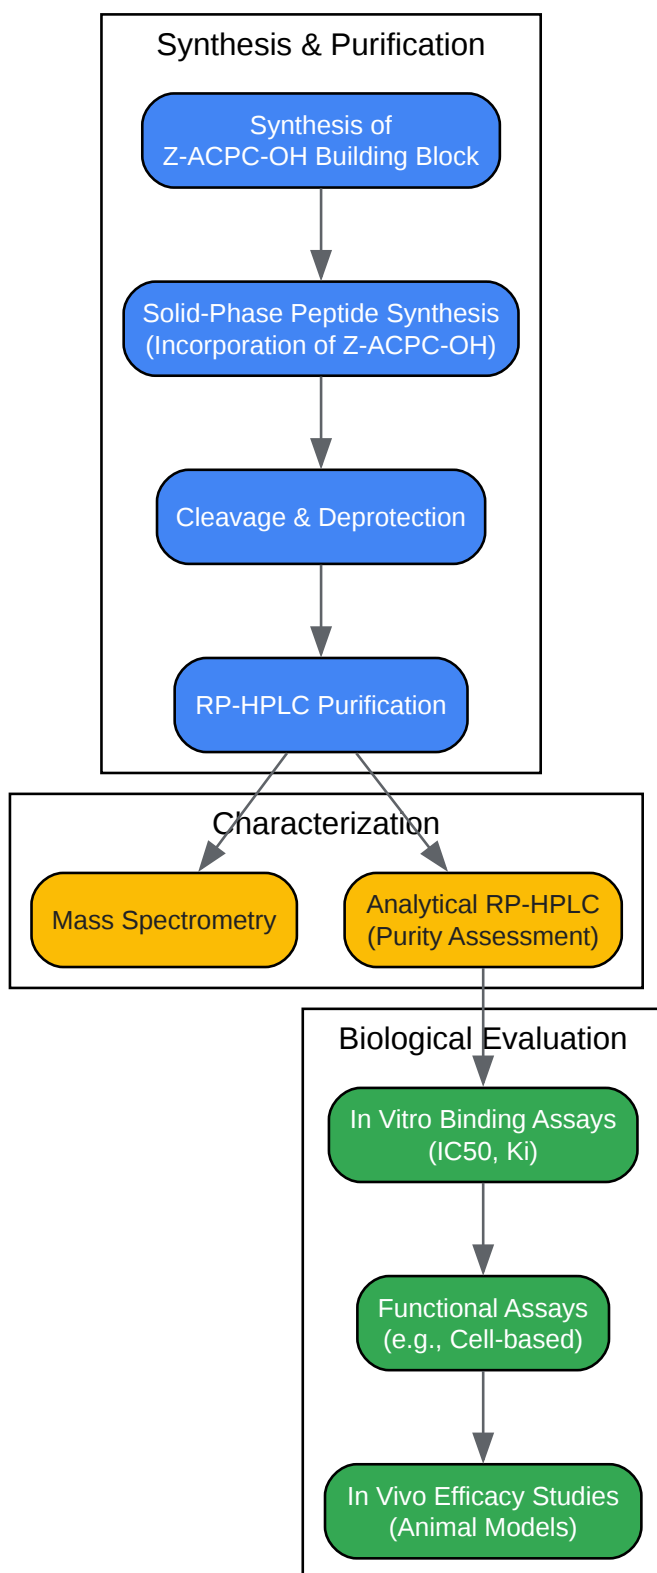 Synthesis & Purification
Synthesis of
Z-ACPC-OH Building Block
Solid-Phase Peptide Synthesis
(Incorporation of Z-ACPC-OH)
Cleavage & Deprotection
RP-HPLC Purification
Characterization
Mass Spectrometry
Analytical RP-HPLC
(Purity Assessment)
Biological Evaluation
In Vitro Binding Assays
(IC50, Ki)
Functional Assays
(e.g., Cell-based)
In Vivo Efficacy Studies
(Animal Models)